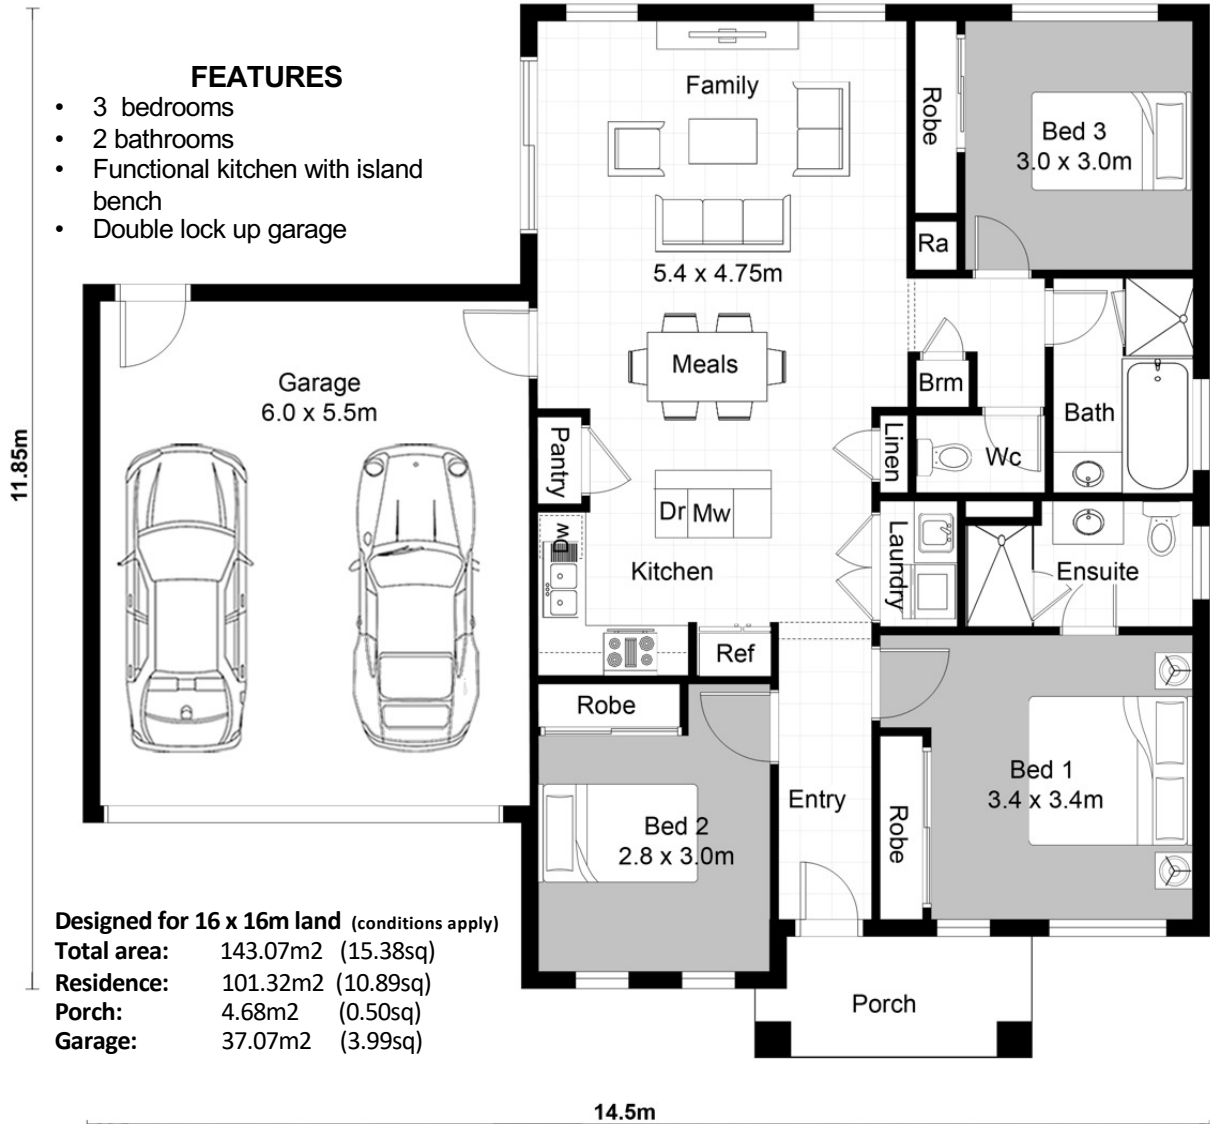 FEATURES
• 3 bedrooms
• 2 bathrooms
• Functional kitchen with island
bench
• Double lock up garage
11.85m
Family
5.4 x 4.75m
Robe
Bed 3
3.0 x 3.0m
Ra
Garage
6.0 x 5.5m
Meals
Brm
Bath
Pantry
Linen
Wc
Dr Mw
Dw
Kitchen
Laundry
Ensuite
Ref
Robe
Bed 2
2.8 x 3.0m
Entry
Robe
Bed 1
3.4 x 3.4m
Porch
Designed for 16 x 16m land (conditions apply)
Total area: 143.07m2 (15.38sq)
Residence: 101.32m2 (10.89sq)
Porch: 4.68m2 (0.50sq)
Garage: 37.07m2 (3.99sq)
14.5m